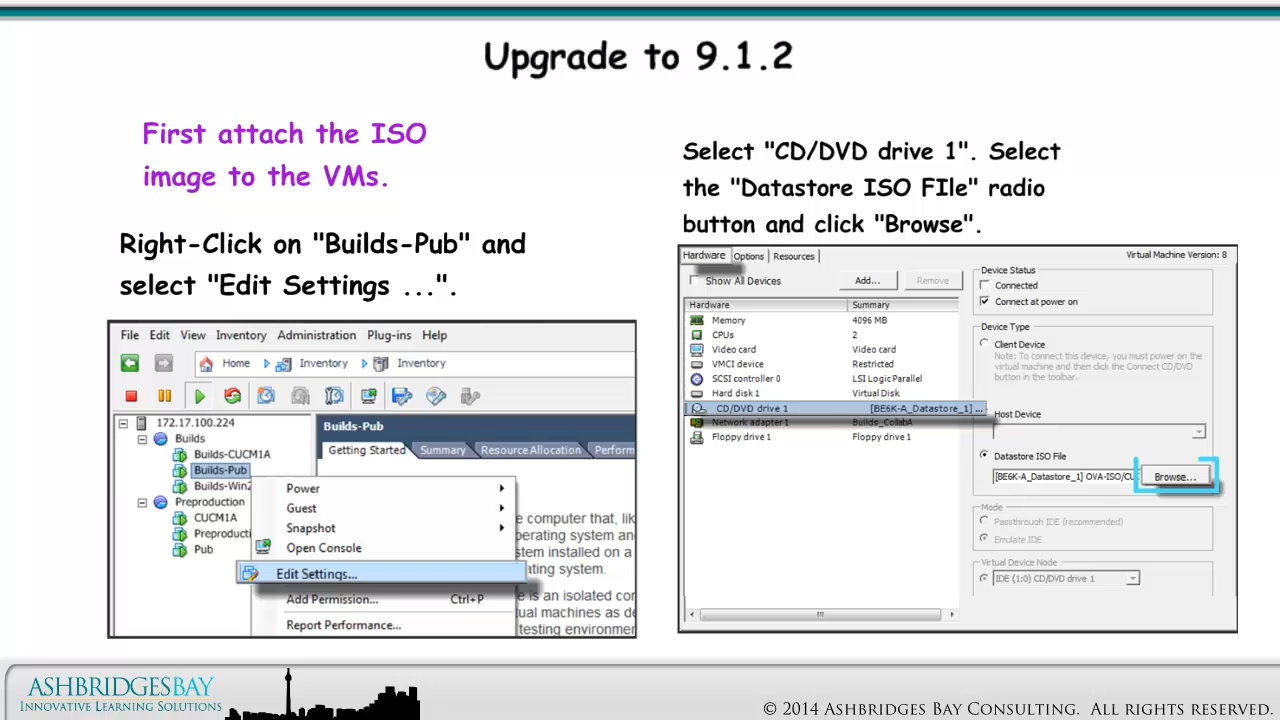 Upgrade to 9.1.2
First attach the ISO
image to the VMs.
Right-Click on "Builds-Pub" and
select "Edit Settings ...".
File Edit View Inventory Administration Plug-ins Help
Home Inventory Inventory
172.17.100.224
Builds
Builds-CUCM1A
Builds-Pub
Builds-Win2
Preproduction
CUCM1A
Preproducti
Pub
Builds-Pub
Getting Started Summary Resource Allocation Perform
Power
Guest
Snapshot
Open Console
Edit Settings...
Add Permission... Ctrl+P
Report Performance...
e computer that, lik
perating system and
stem installed on a
ating system.
e is an isolated com
tual machines as de
testing environmen
Select "CD/DVD drive 1". Select
the "Datastore ISO FIle" radio
button and click "Browse".
Hardware Options Resources
Virtual Machine Version: 8
Show All Devices Add... Remove
Hardware Summary
Memory 4096 MB
CPUs 2
Video card Video card
VMCI device Restricted
SCSI controller 0 LSI Logic Parallel
Hard disk 1 Virtual Disk
CD/DVD drive 1 [BE6K-A_Datastore_1] ...
Network adapter 1 Builds_CollabA
Floppy drive 1 Floppy drive 1
Device Status
Connected
Connect at power on
Device Type
Client Device
Note: To connect this device, you must power on the
virtual machine and then click the Connect CD/DVD
button in the toolbar.
Host Device
Datastore ISO File
[BE6K-A_Datastore_1] OVA-ISO/CU Browse...
Mode
Passthrough IDE (recommended)
Emulate IDE
Virtual Device Node
IDE (1:0) CD/DVD drive 1
ASHBRIDGESBAY
INNOVATIVE LEARNING SOLUTIONS
© 2014 ASHBRIDGES BAY CONSULTING. ALL RIGHTS RESERVED.